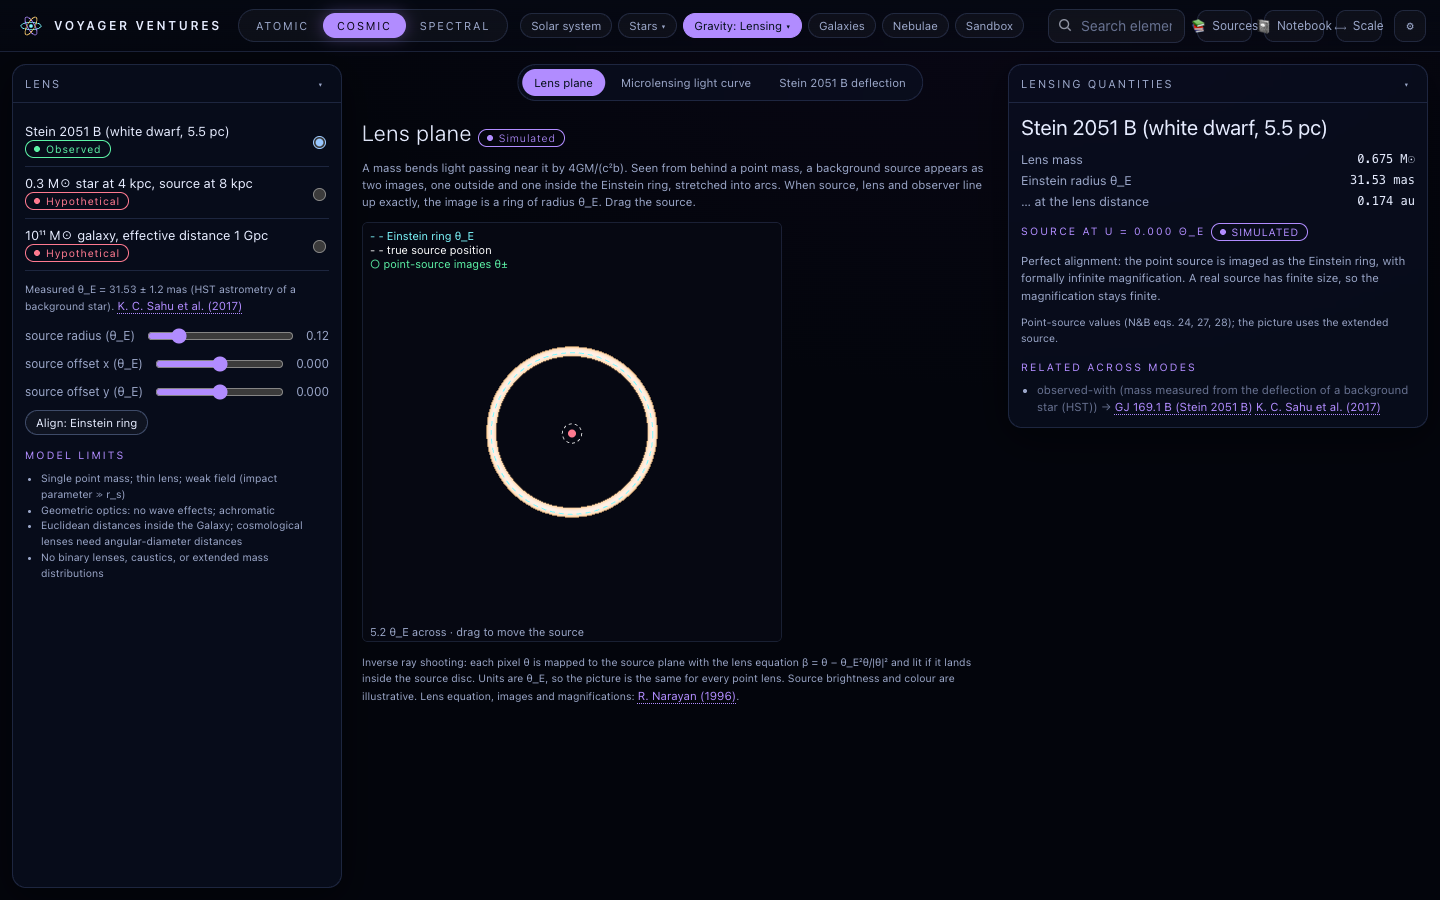 VOYAGER VENTURES
ATOMIC COSMIC SPECTRAL
Solar system Stars ▾ Gravity: Lensing ▾ Galaxies Nebulae Sandbox
Search elemer
Sources Notebook Scale
LENS
Stein 2051 B (white dwarf, 5.5 pc)
Observed
0.3 M☉ star at 4 kpc, source at 8 kpc
Hypothetical
10¹¹ M☉ galaxy, effective distance 1 Gpc
Hypothetical
Measured θ_E = 31.53 ± 1.2 mas (HST astrometry of a
background star). K. C. Sahu et al. (2017)
source radius (θ_E) 0.12
source offset x (θ_E) 0.000
source offset y (θ_E) 0.000
Align: Einstein ring
MODEL LIMITS
• Single point mass; thin lens; weak field (impact
parameter » r_s)
• Geometric optics: no wave effects; achromatic
• Euclidean distances inside the Galaxy; cosmological
lenses need angular-diameter distances
• No binary lenses, caustics, or extended mass
distributions
Lens plane Microlensing light curve Stein 2051 B deflection
Lens plane Simulated
A mass bends light passing near it by 4GM/(c²b). Seen from behind a point mass, a background source appears as
two images, one outside and one inside the Einstein ring, stretched into arcs. When source, lens and observer line
up exactly, the image is a ring of radius θ_E. Drag the source.
- - Einstein ring θ_E
- - true source position
○ point-source images θ±
5.2 θ_E across · drag to move the source
Inverse ray shooting: each pixel θ is mapped to the source plane with the lens equation β = θ − θ_E²θ/|θ|² and lit if it lands
inside the source disc. Units are θ_E, so the picture is the same for every point lens. Source brightness and colour are
illustrative. Lens equation, images and magnifications: R. Narayan (1996).
LENSING QUANTITIES
Stein 2051 B (white dwarf, 5.5 pc)
Lens mass 0.675 M☉
Einstein radius θ_E 31.53 mas
… at the lens distance 0.174 au
SOURCE AT U = 0.000 Θ_E SIMULATED
Perfect alignment: the point source is imaged as the Einstein ring, with
formally infinite magnification. A real source has finite size, so the
magnification stays finite.
Point-source values (N&B eqs. 24, 27, 28); the picture uses the extended
source.
RELATED ACROSS MODES
• observed-with (mass measured from the deflection of a background
star (HST)) → GJ 169.1 B (Stein 2051 B) K. C. Sahu et al. (2017)